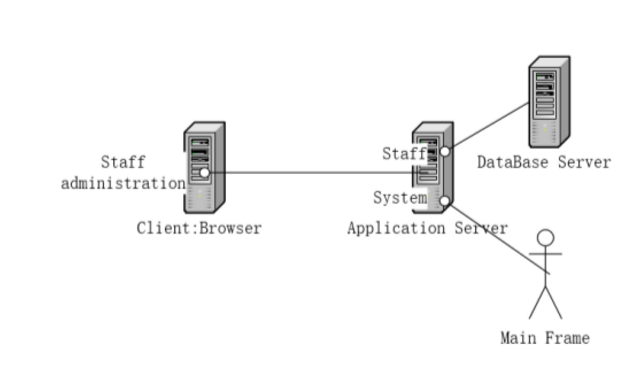 Staff
administration
Client:Browser
Staff
System
Application Server
DataBase Server
Main Frame